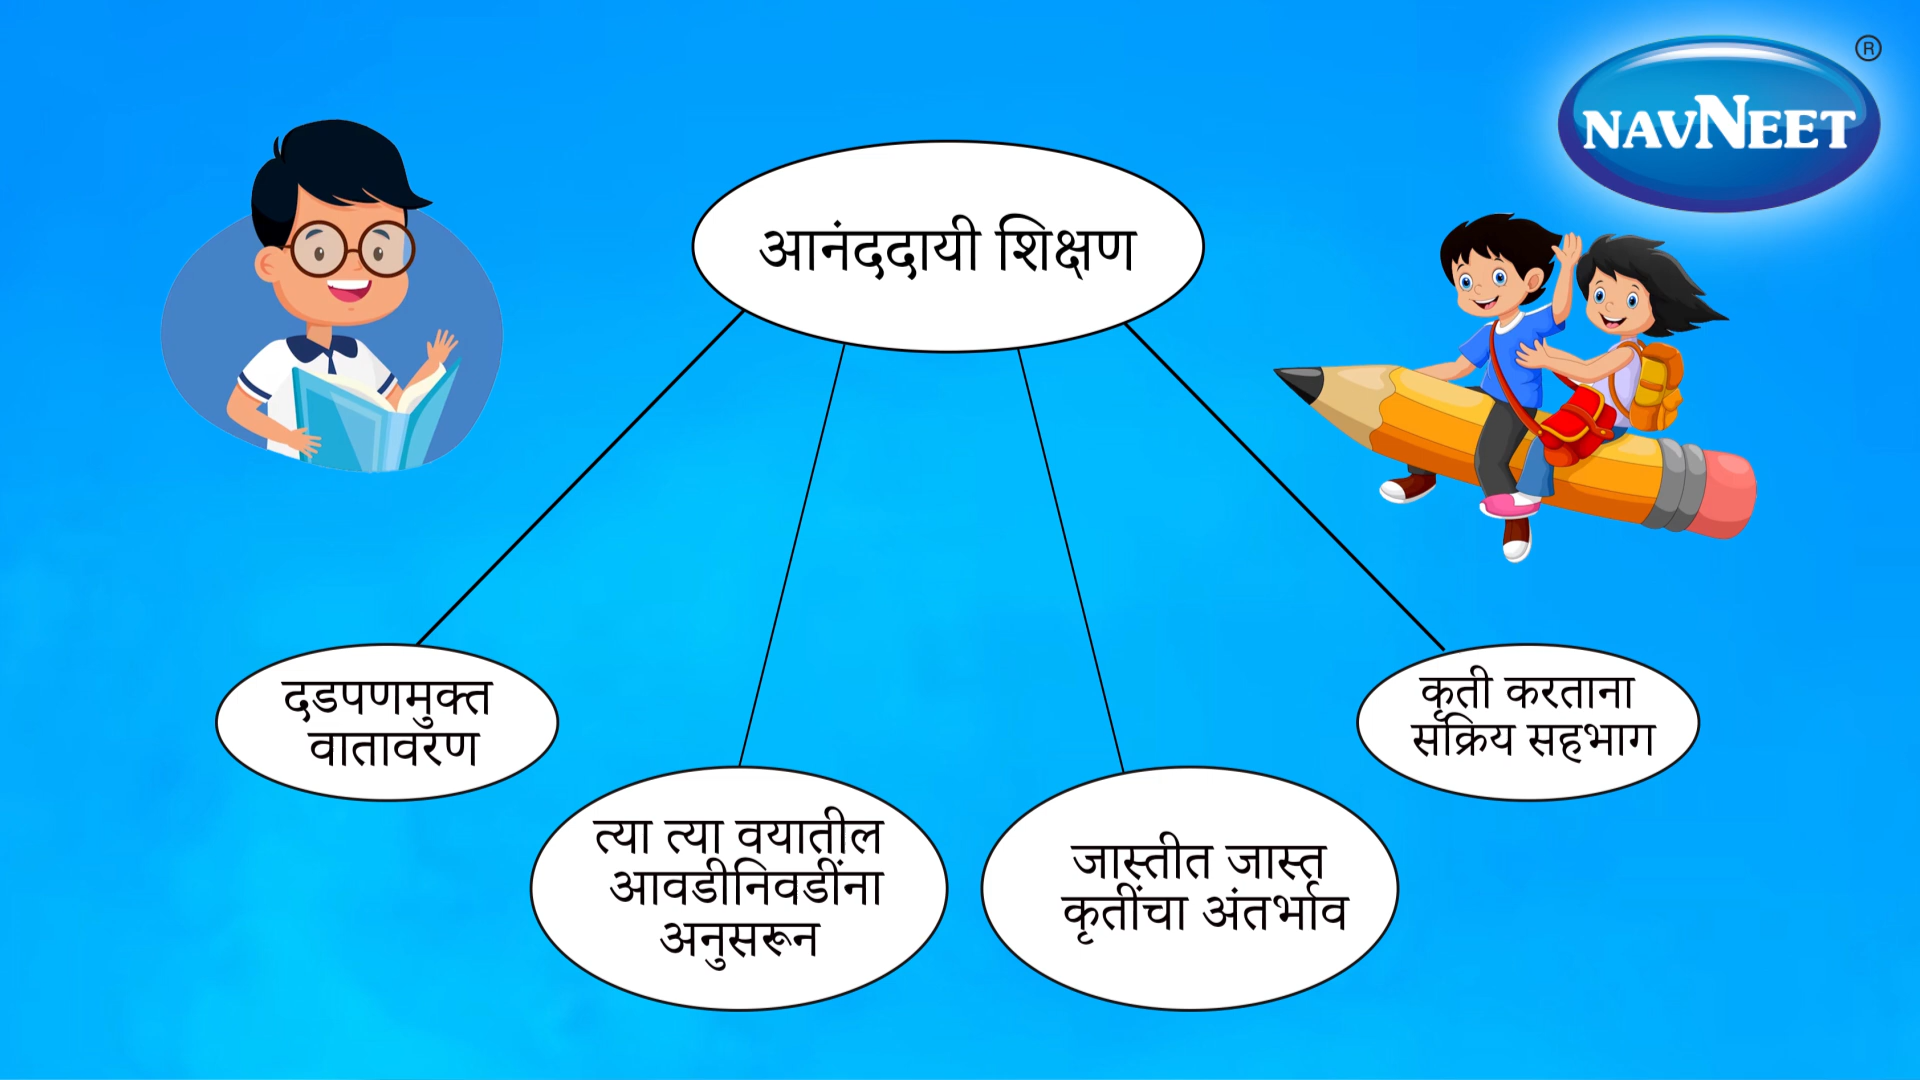 NAVNEET ®
आनंददायी शिक्षण
दडपणमुक्त
वातावरण
त्या त्या वयातील
आवडीनिवडींना
अनुसरून
जास्तीत जास्त
कृतींचा अंतर्भाव
कृती करताना
सक्रिय सहभाग